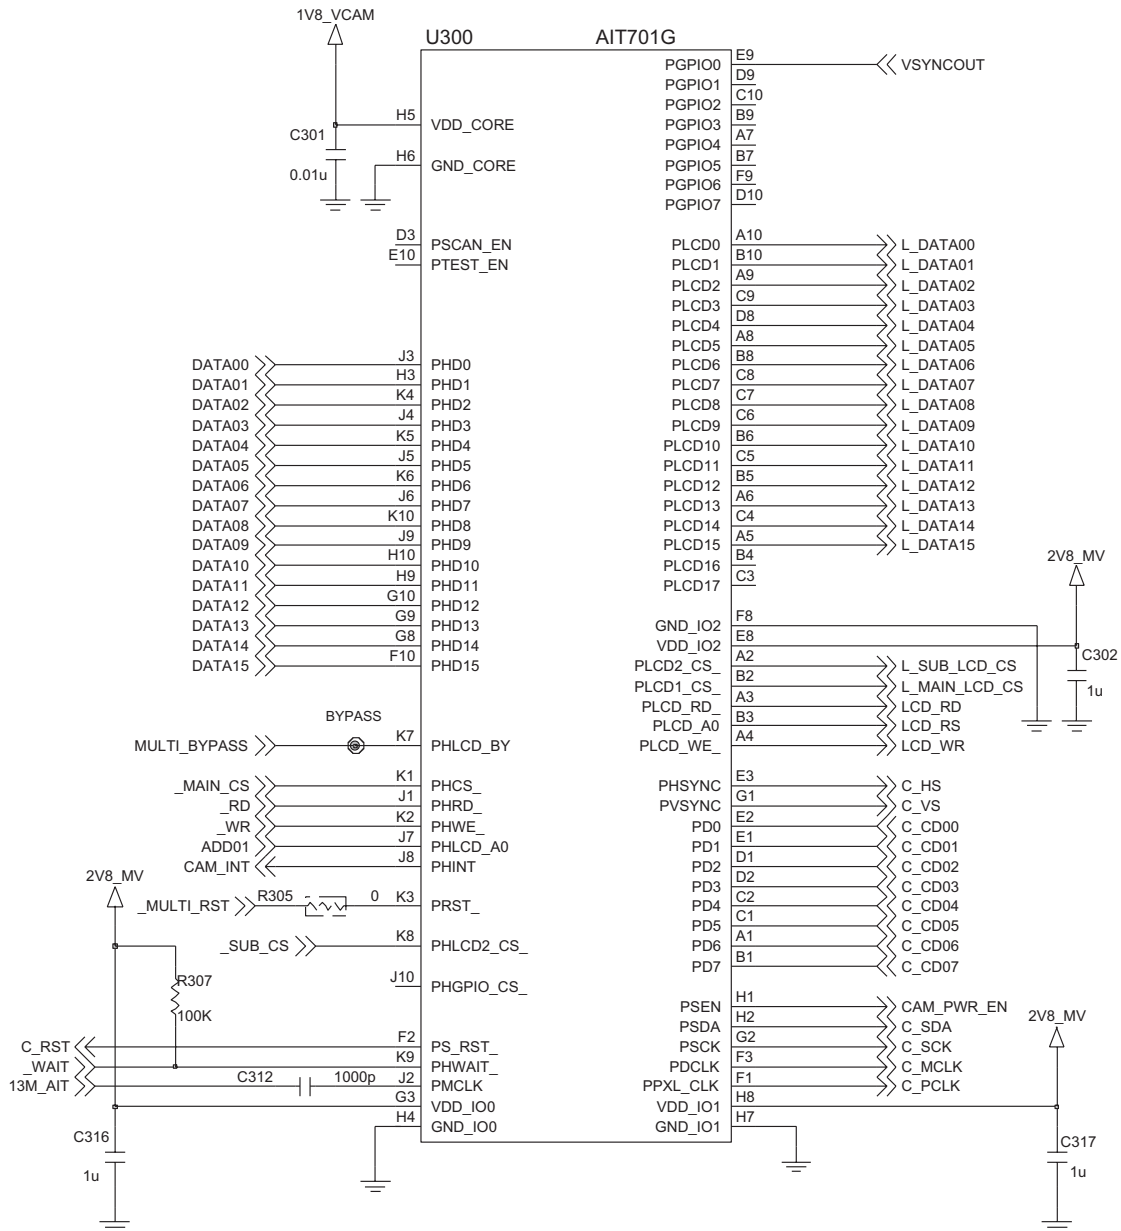 1V8_VCAM
U300 AIT701G
E9
PGPIO0 VSYNCOUT
D9
PGPIO1
C10
PGPIO2
H5 B9
VDD_CORE PGPIO3
C301 A7
PGPIO4
H6 B7
GND_CORE PGPIO5
0.01u F9
PGPIO6
D10
PGPIO7
D3 A10
PSCAN_EN PLCD0 L_DATA00
E10 B10
PTEST_EN PLCD1 L_DATA01
A9
PLCD2 L_DATA02
C9
PLCD3 L_DATA03
D8
PLCD4 L_DATA04
A8
PLCD5 L_DATA05
J3 B8
DATA00 PHD0 PLCD6 L_DATA06
H3 C8
DATA01 PHD1 PLCD7 L_DATA07
K4 C7
DATA02 PHD2 PLCD8 L_DATA08
J4 C6
DATA03 PHD3 PLCD9 L_DATA09
K5 B6
DATA04 PHD4 PLCD10 L_DATA10
J5 C5
DATA05 PHD5 PLCD11 L_DATA11
K6 B5
DATA06 PHD6 PLCD12 L_DATA12
J6 A6
DATA07 PHD7 PLCD13 L_DATA13
K10 C4
DATA08 PHD8 PLCD14 L_DATA14
J9 A5
DATA09 PHD9 PLCD15 L_DATA15
H10 B4
DATA10 PHD10 PLCD16 2V8_MV
H9 C3
DATA11 PHD11 PLCD17
G10
DATA12 PHD12
G9 F8
DATA13 PHD13 GND_IO2
G8 E8
DATA14 PHD14 VDD_IO2 C302
F10 A2
DATA15 PHD15 PLCD2_CS_ L_SUB_LCD_CS
B2
PLCD1_CS_ L_MAIN_LCD_CS 1u
A3
PLCD_RD_ LCD_RD
BYPASS B3
PLCD_A0 LCD_RS
K7 A4
MULTI_BYPASS PHLCD_BY PLCD_WE_ LCD_WR
K1 E3
_MAIN_CS PHCS_ PHSYNC C_HS
J1 G1
_RD PHRD_ PVSYNC C_VS
K2 E2
_WR PHWE_ PD0 C_CD00
J7 E1
ADD01 PHLCD_A0 PD1 C_CD01
J8 D1
CAM_INT PHINT PD2 C_CD02
2V8_MV D2
PD3 C_CD03
R305 0 K3 C2
_MULTI_RST PRST_ PD4 C_CD04
C1
PD5 C_CD05
K8 A1
_SUB_CS PHLCD2_CS_ PD6 C_CD06
B1
PD7 C_CD07
R307 J10
PHGPIO_CS_
H1
PSEN CAM_PWR_EN
100K H2
PSDA C_SDA 2V8_MV
F2 G2
C_RST PS_RST_ PSCK C_SCK
K9 F3
_WAIT PHWAIT_ PDCLK C_MCLK
C312 1000p J2 F1
13M_AIT PMCLK PPXL_CLK C_PCLK
G3 H8
VDD_IO0 VDD_IO1
H4 H7
GND_IO0 GND_IO1
C316 C317
1u 1u